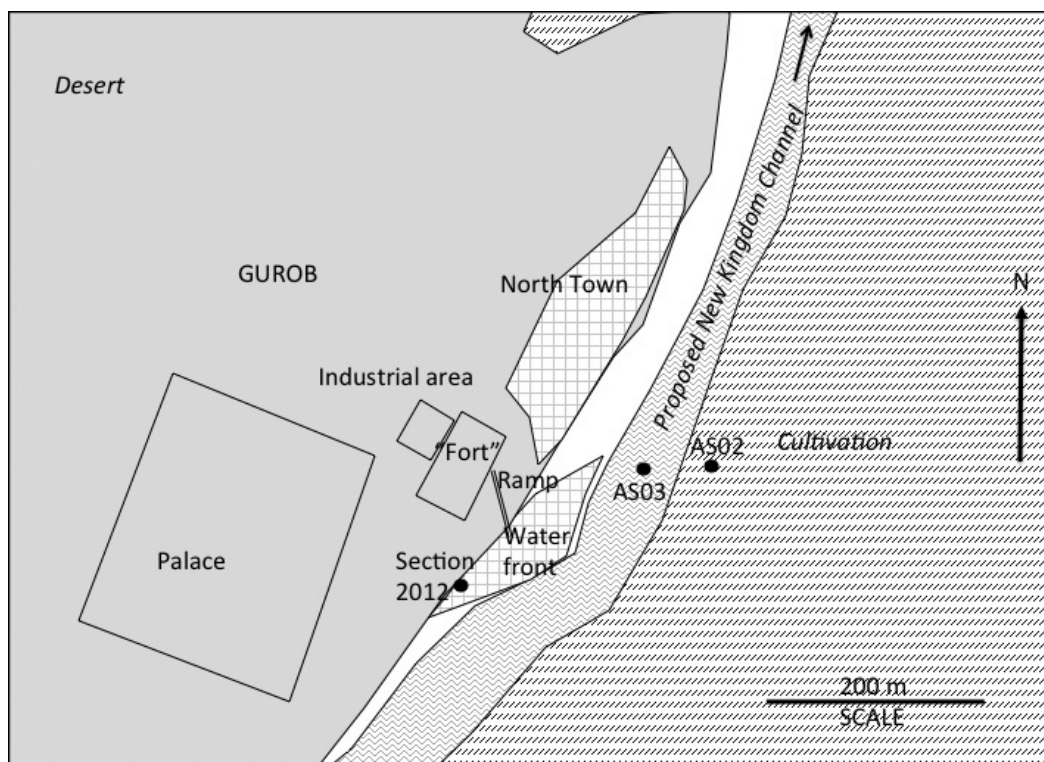 Desert
GUROB
N
North Town
Proposed New Kingdom Channel
Industrial area
"Fort"
Cultivation
AS02
Ramp
AS03
Water
front
Section
2012
Palace
200 m
SCALE